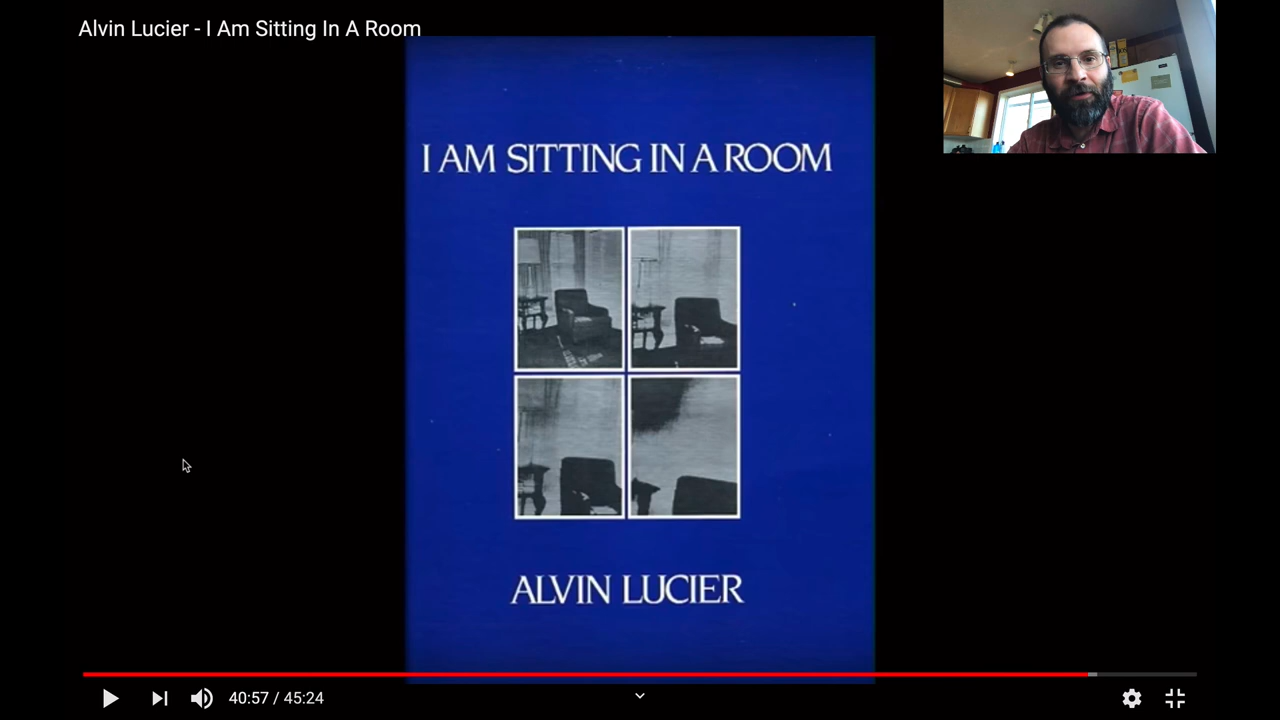 Alvin Lucier - I Am Sitting In A Room
I AM SITTING IN A ROOM
ALVIN LUCIER
40:57 / 45:24